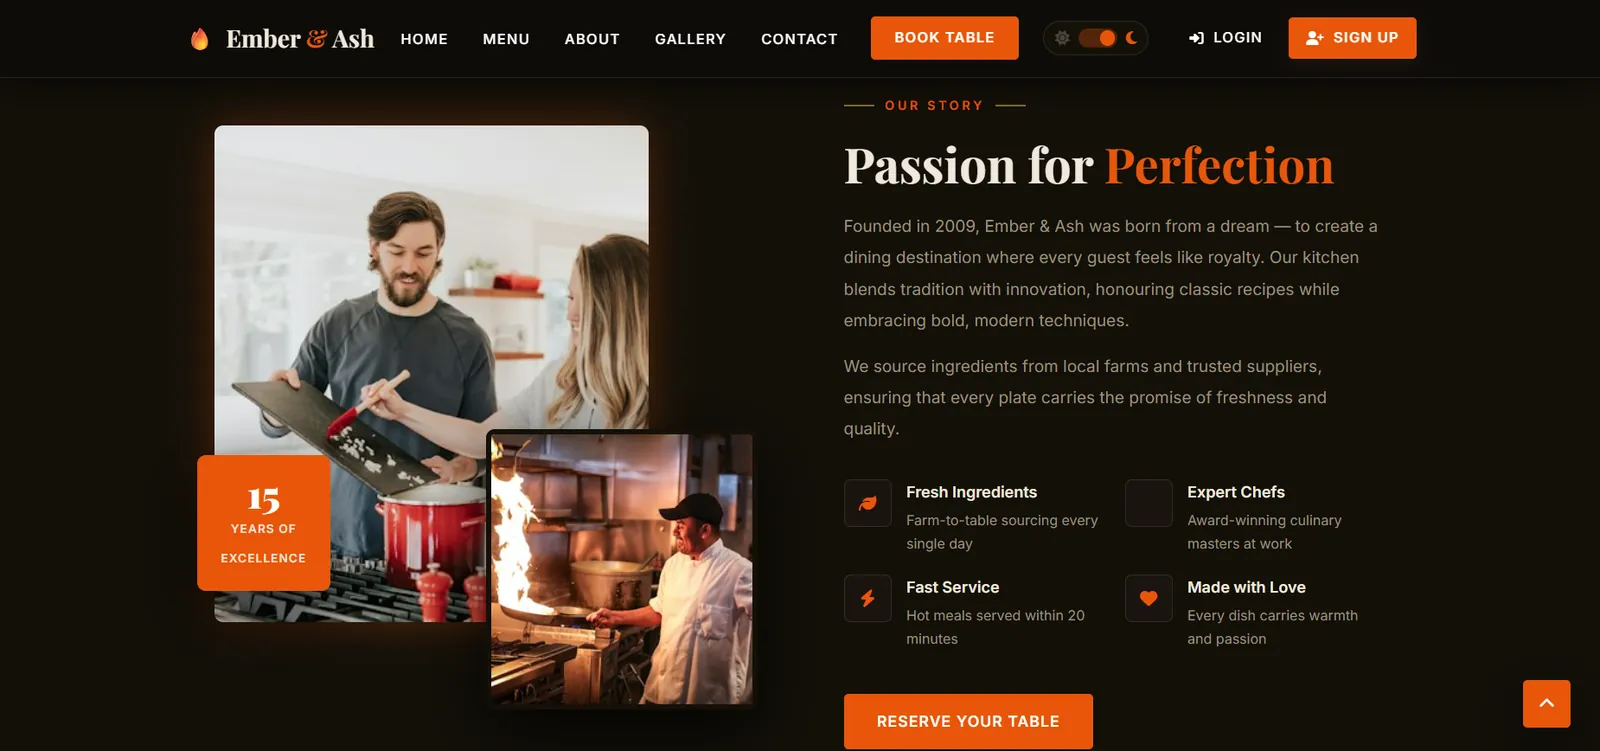 Ember & Ash
HOME
MENU
ABOUT
GALLERY
CONTACT
BOOK TABLE
LOGIN
SIGN UP
15
YEARS OF
EXCELLENCE
OUR STORY
Passion for Perfection
Founded in 2009, Ember & Ash was born from a dream — to create a
dining destination where every guest feels like royalty. Our kitchen
blends tradition with innovation, honouring classic recipes while
embracing bold, modern techniques.
We source ingredients from local farms and trusted suppliers,
ensuring that every plate carries the promise of freshness and
quality.
Fresh Ingredients
Farm-to-table sourcing every
single day
Expert Chefs
Award-winning culinary
masters at work
Fast Service
Hot meals served within 20
minutes
Made with Love
Every dish carries warmth
and passion
RESERVE YOUR TABLE